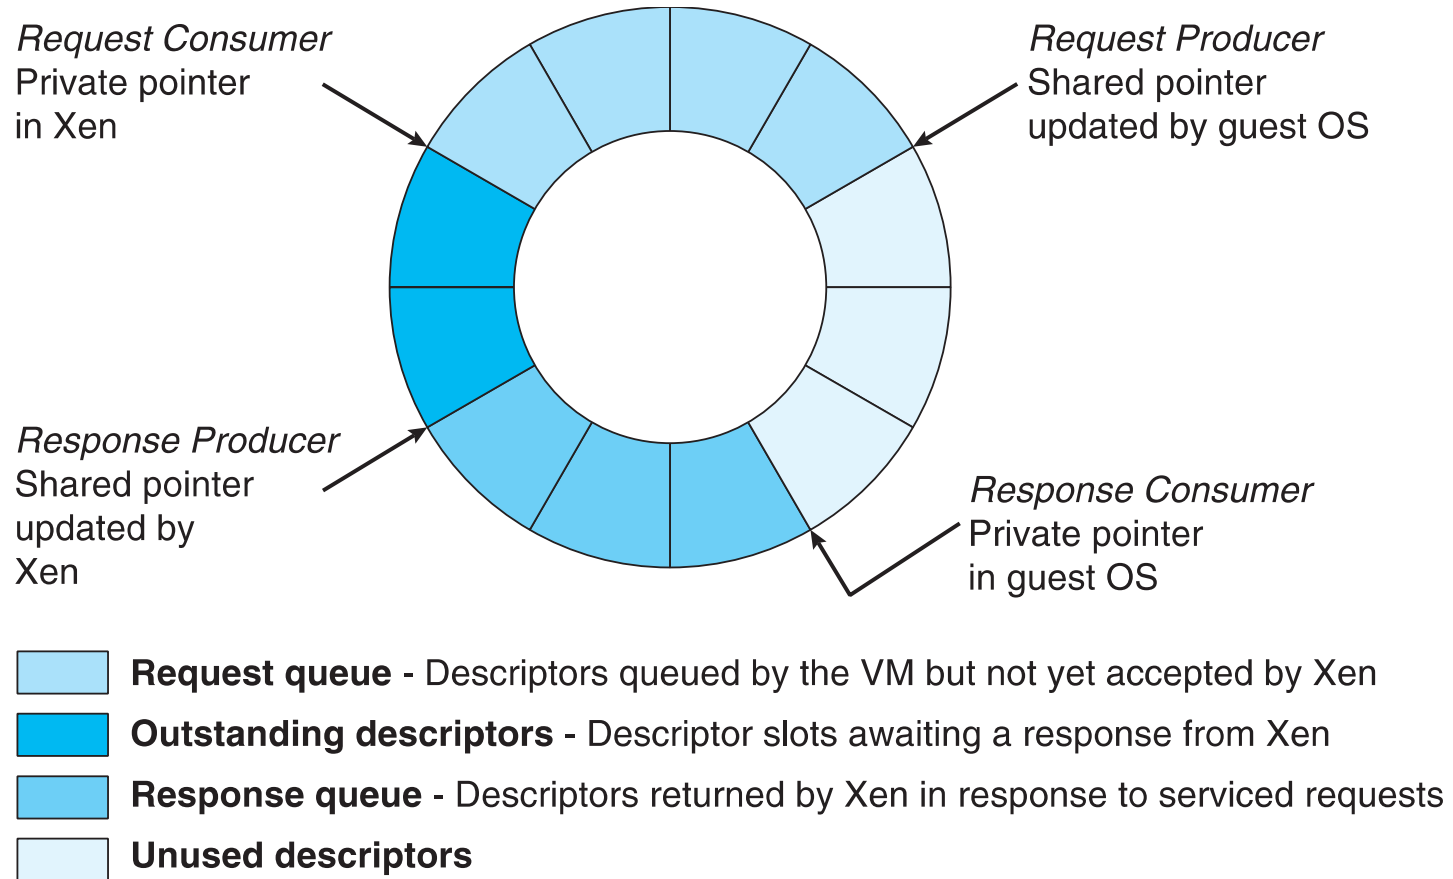 Request Consumer
Private pointer
in Xen
Request Producer
Shared pointer
updated by guest OS
Response Producer
Shared pointer
updated by
Xen
Response Consumer
Private pointer
in guest OS
Request queue - Descriptors queued by the VM but not yet accepted by Xen
Outstanding descriptors - Descriptor slots awaiting a response from Xen
Response queue - Descriptors returned by Xen in response to serviced requests
Unused descriptors